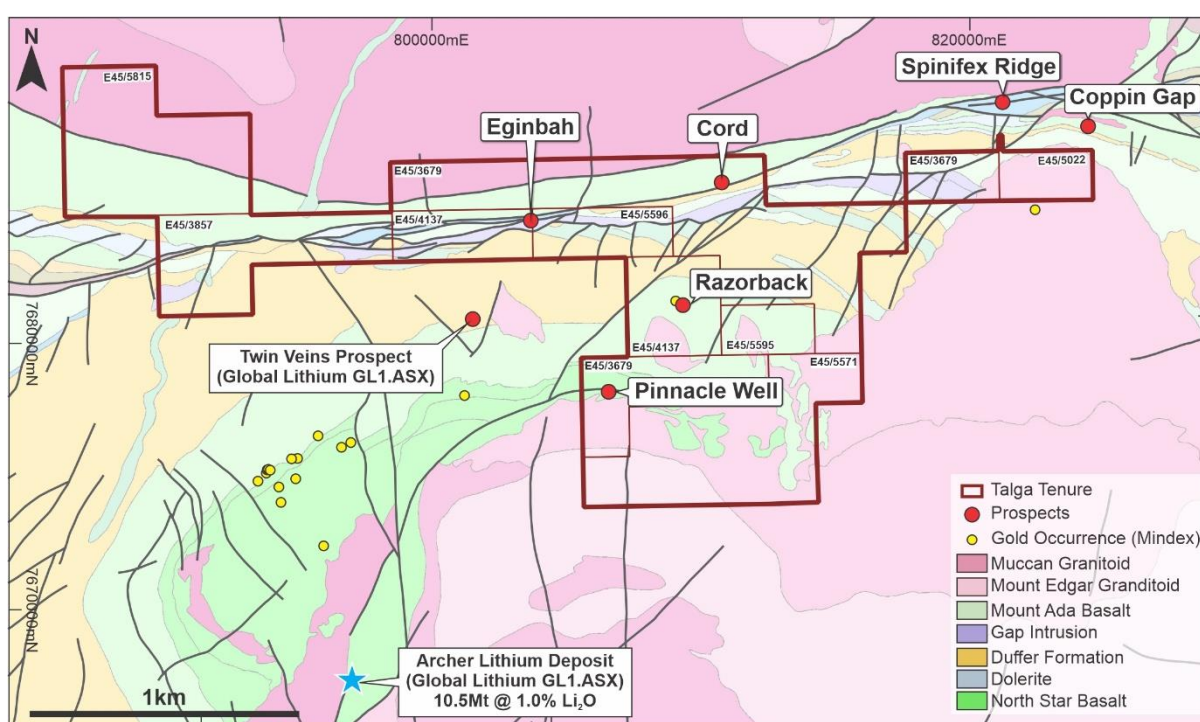 800000mE
820000mE
N
Spinifex Ridge
Coppin Gap
E45/5815
Eginbah
Cord
E45/3679
E45/3679
E45/5022
E45/3857
E45/4137
E45/5596
Razorback
7680000mN
Twin Veins Prospect
(Global Lithium GL1.ASX)
E45/4137
E45/5595
E45/5571
E45/3679
Pinnacle Well
7670000mN
Archer Lithium Deposit
(Global Lithium GL1.ASX)
10.5Mt @ 1.0% Li₂O
1km
Talga Tenure
Prospects
Gold Occurrence (Mindex)
Muccan Granitoid
Mount Edgar Granditoid
Mount Ada Basalt
Gap Intrusion
Duffer Formation
Dolerite
North Star Basalt